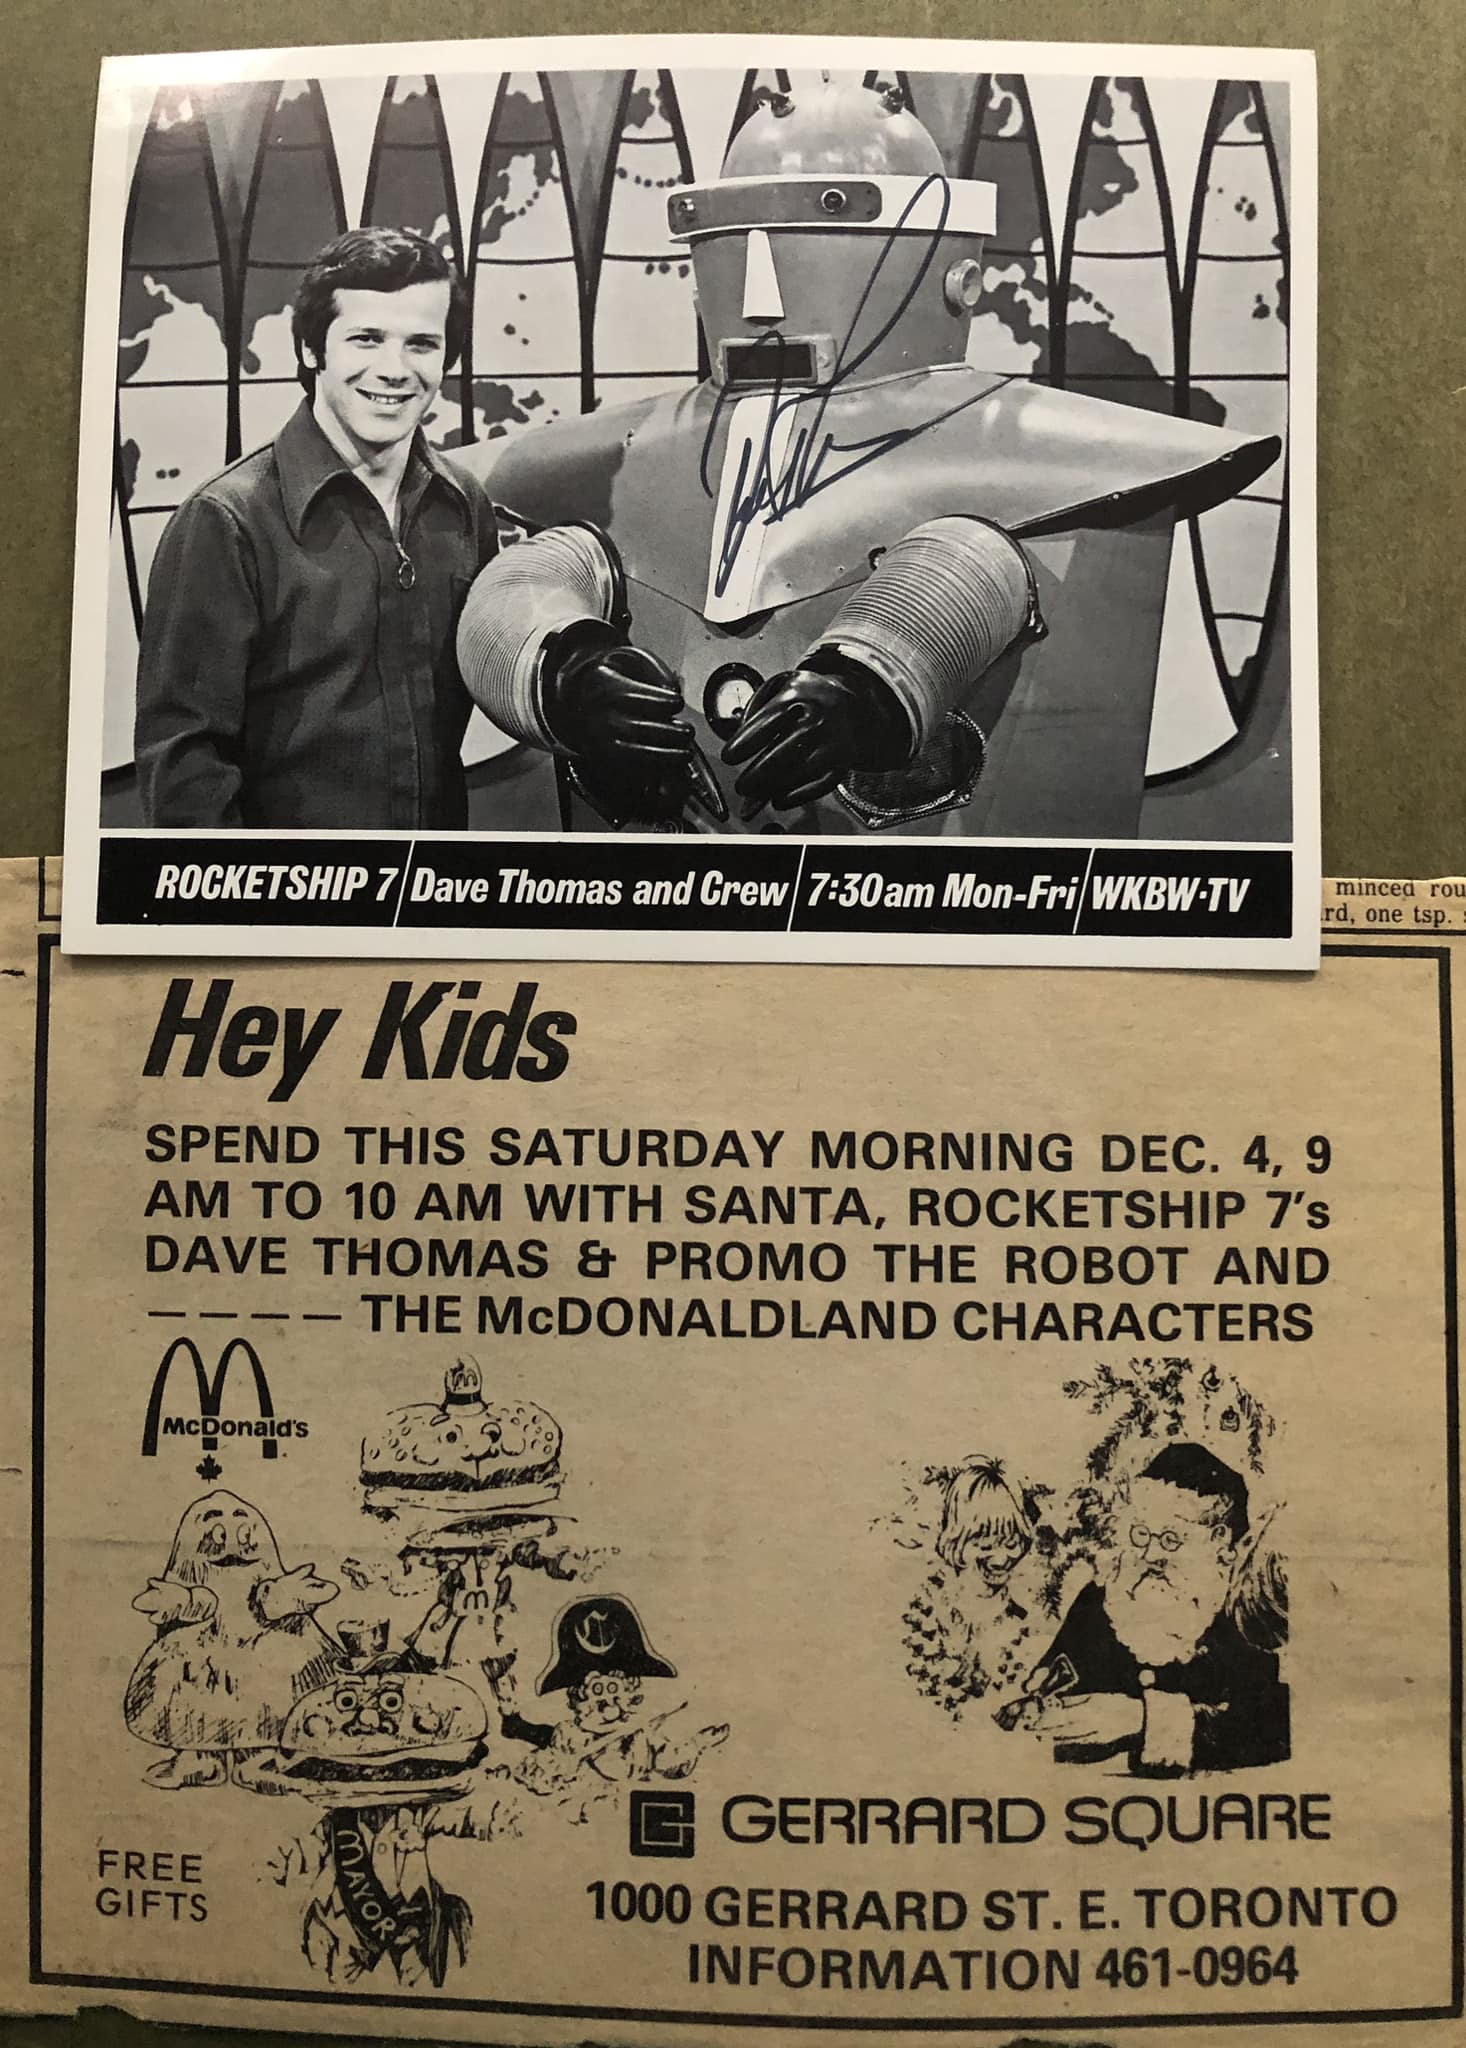 ROCKETSHIP 7 Dave Thomas and Crew 7:30am Mon-Fri WKBW-TV
minced rou
rd, one tsp.
Hey Kids
SPEND THIS SATURDAY MORNING DEC. 4, 9
AM TO 10 AM WITH SANTA, ROCKETSHIP 7's
DAVE THOMAS & PROMO THE ROBOT AND
---- THE McDONALDLAND CHARACTERS
McDonald's
m
m
C
MAYOR
FREE
GIFTS
GERRARD SQUARE
1000 GERRARD ST. E. TORONTO
INFORMATION 461-0964